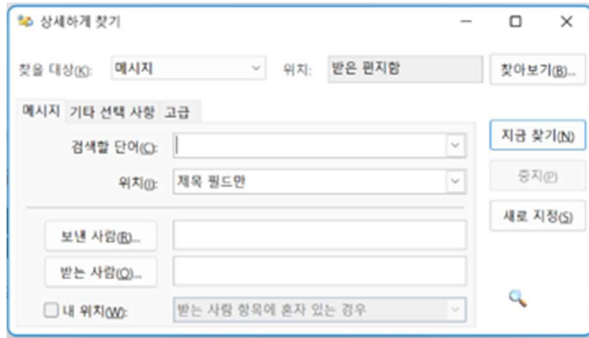 상세하게 찾기
찾을 대상(K): 메시지 위치: 받은 편지함 찾아보기(B)...
메시지 기타 선택 사항 고급
검색할 단어(C): 지금 찾기(N)
위치(I): 제목 필드만 중지(P)
새로 지정(S)
보낸 사람(R)...
받는 사람(O)...
내 위치(W): 받는 사람 항목에 혼자 있는 경우